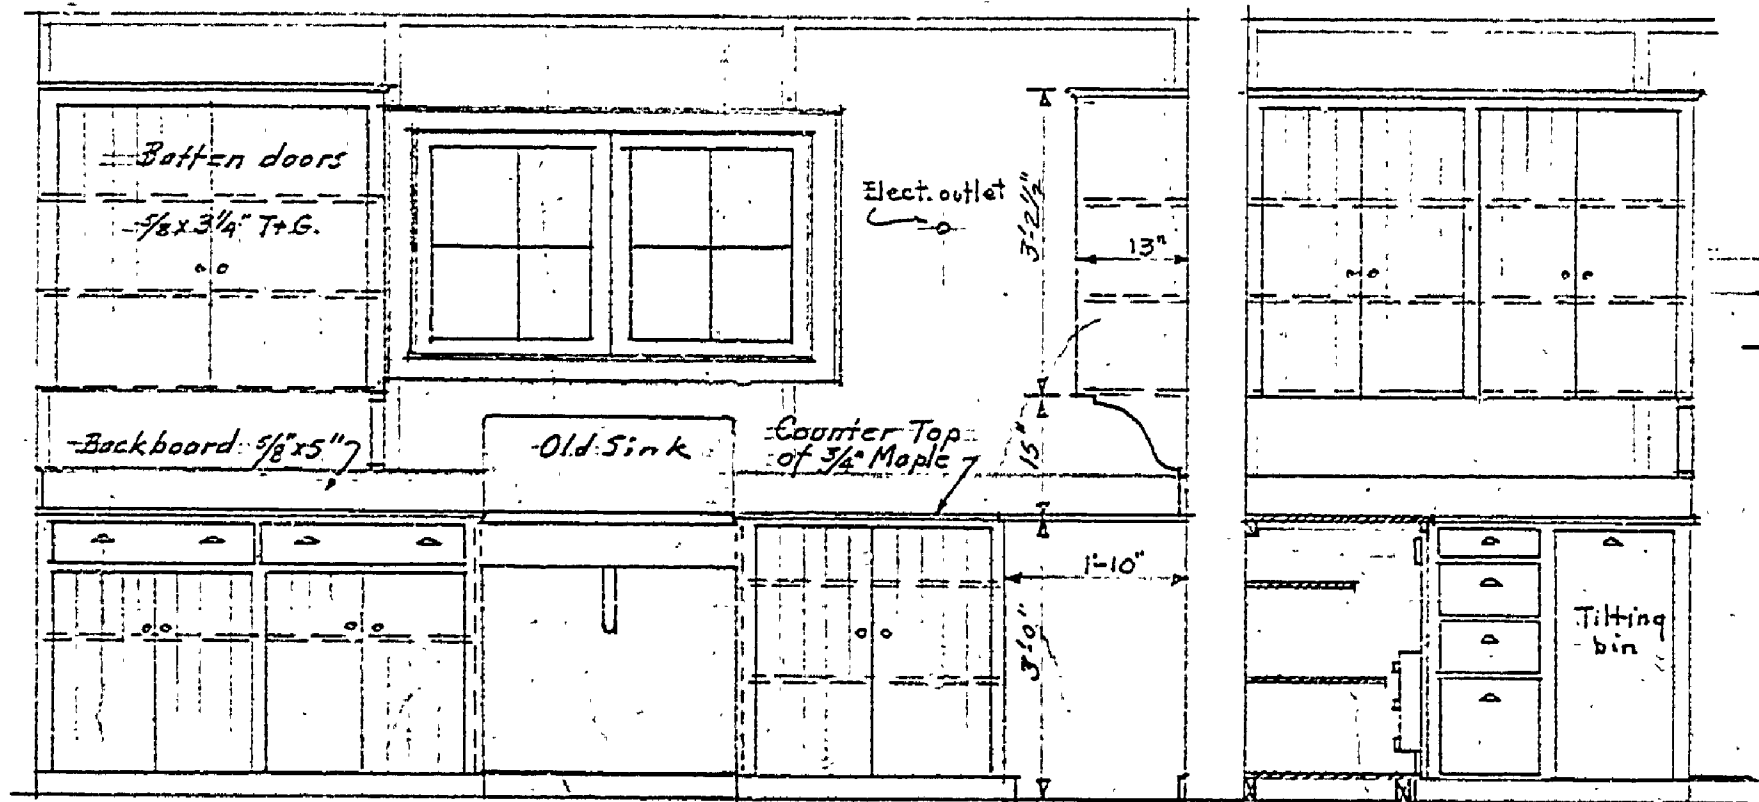 Batten doors
5/8 x 3 1/4" T+G.
Elect. outlet
3'-2 1/2"
13"
Backboard 5/8" x 5"
Old Sink
Counter Top
of 3/4" Maple
15"
1'-10"
3'-0"
Tilting
bin